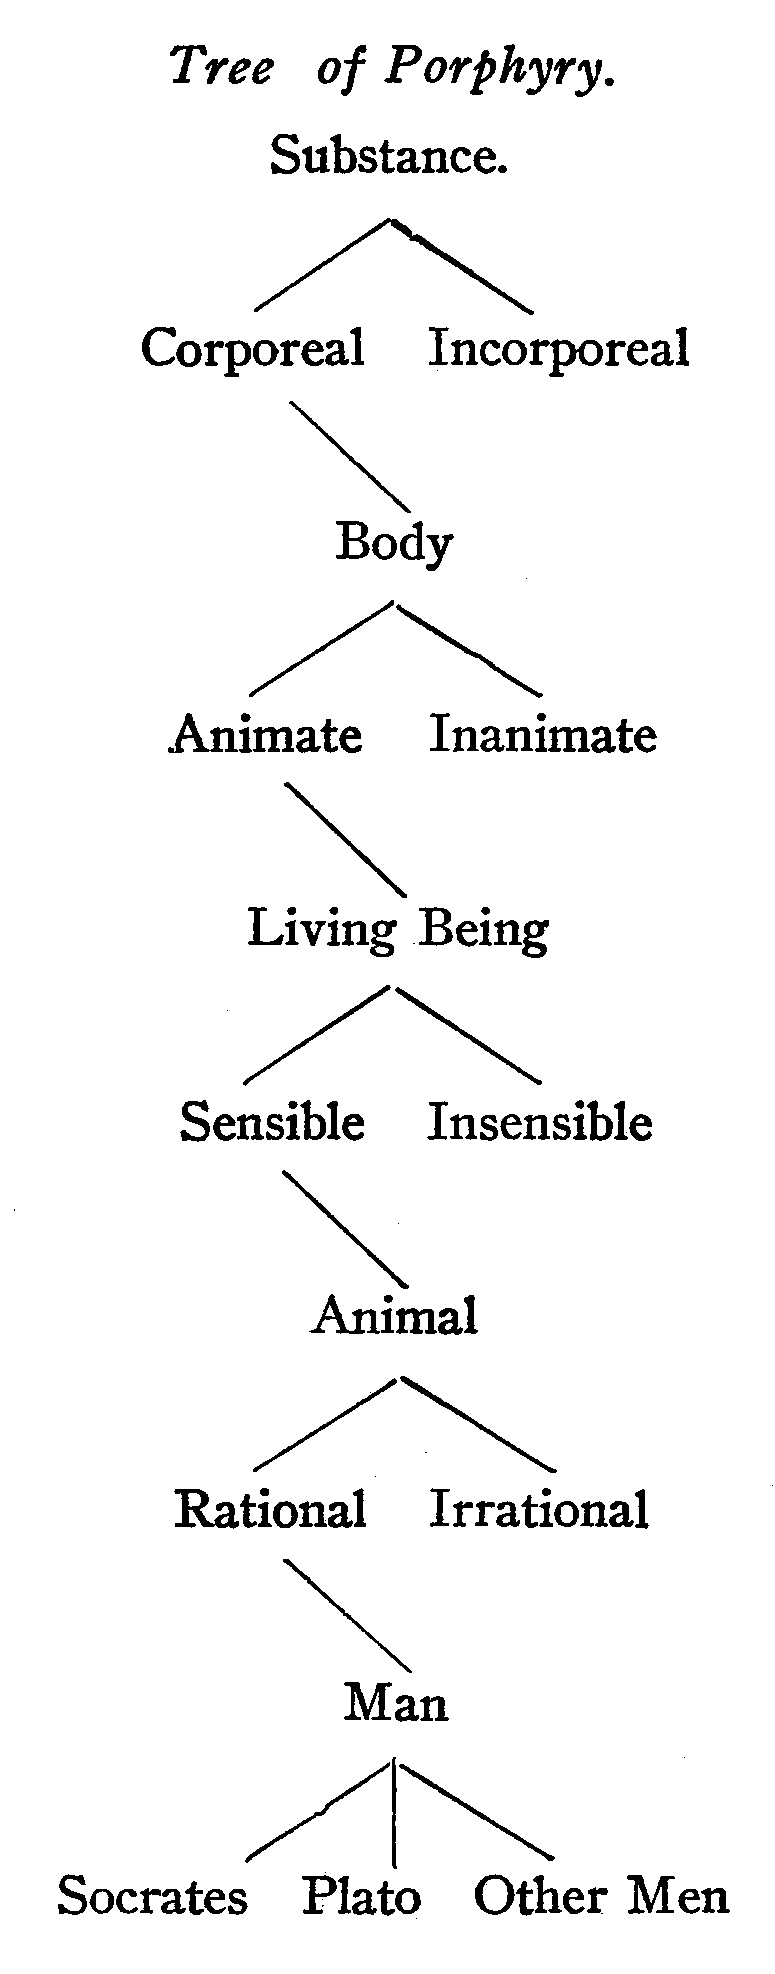 Tree of Porphyry.
Substance.
Corporeal Incorporeal
Body
Animate Inanimate
Living Being
Sensible Insensible
Animal
Rational Irrational
Man
Socrates Plato Other Men